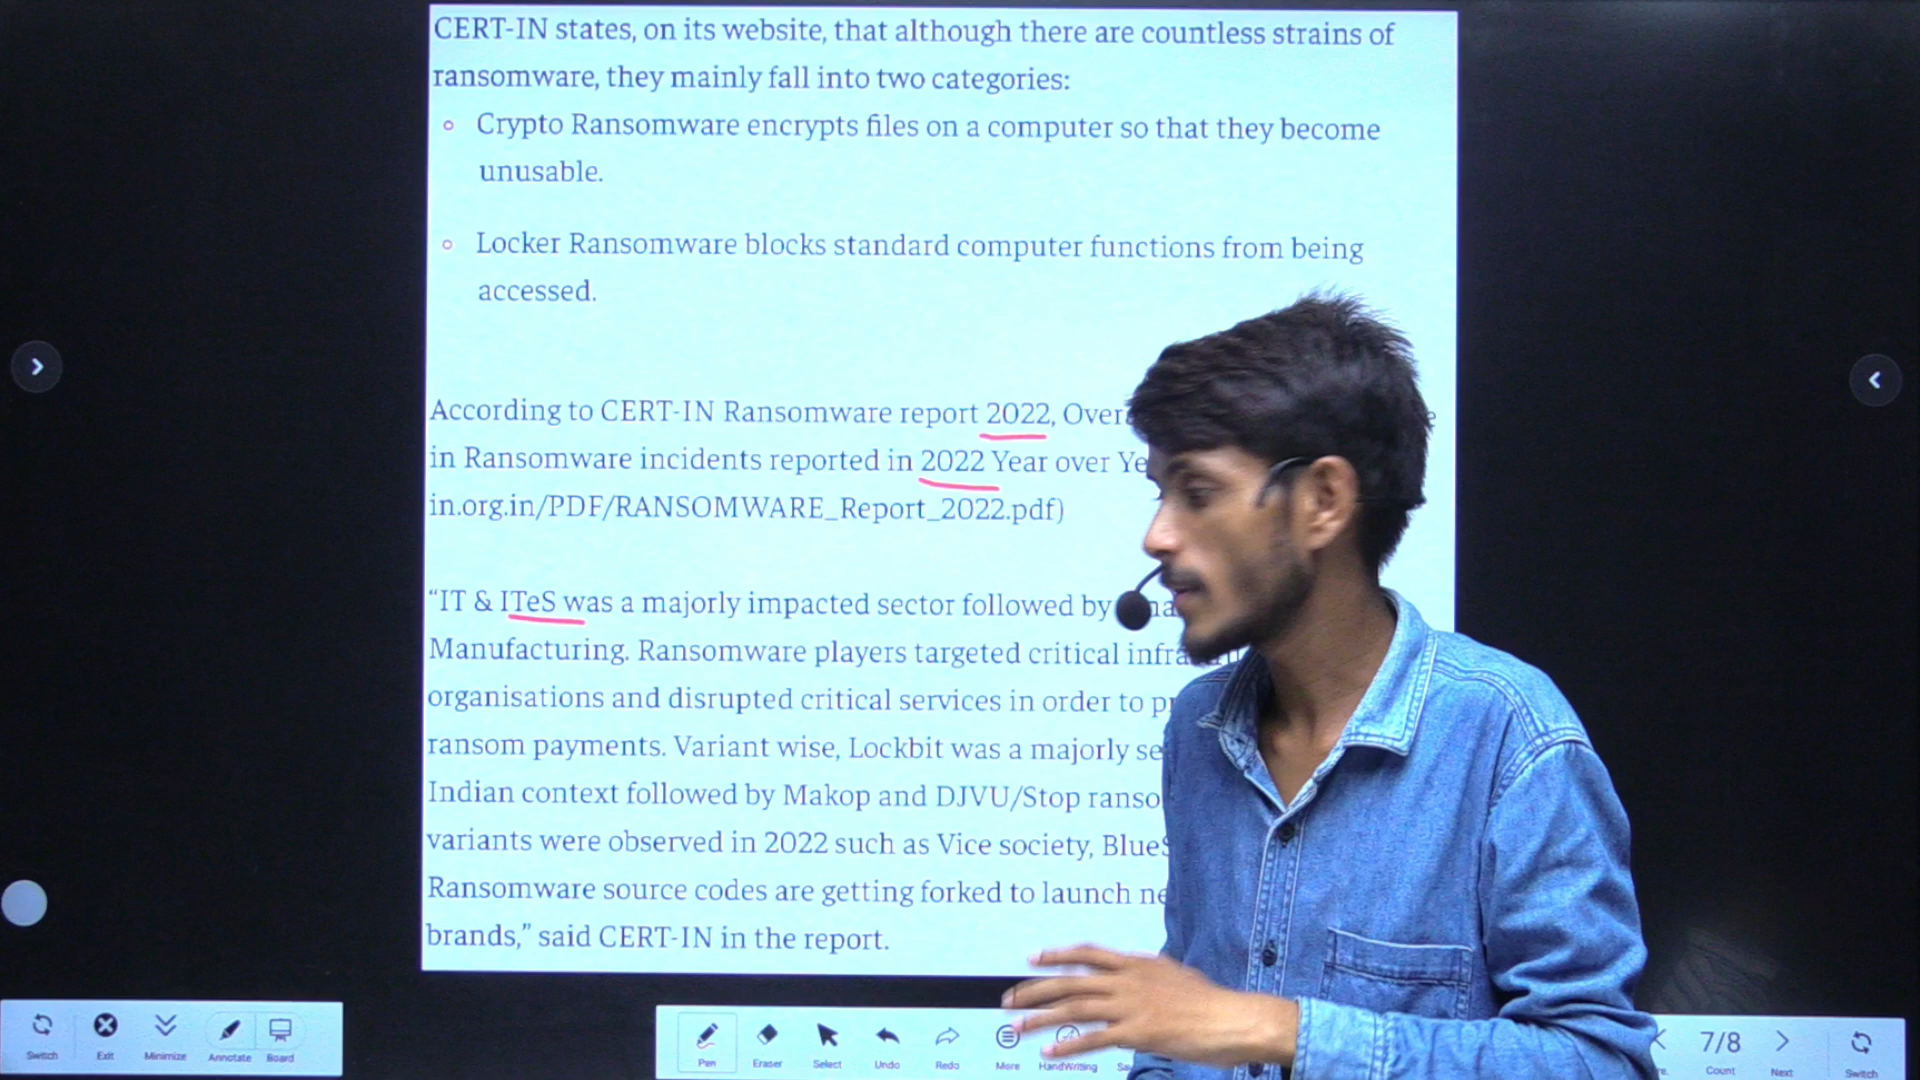 CERT-IN states, on its website, that although there are countless strains of
ransomware, they mainly fall into two categories:
Crypto Ransomware encrypts files on a computer so that they become
unusable.
Locker Ransomware blocks standard computer functions from being
accessed.
According to CERT-IN Ransomware report 2022,
in Ransomware incidents reported in 2022 Year over
in.org.in/PDF/RANSOMWARE_Report_2022.pdf)
“IT & ITeS was a majorly impacted sector followed by
Manufacturing. Ransomware players targeted critical
organisations and disrupted critical services in order to
ransom payments. Variant wise, Lockbit was a majorly
Indian context followed by Makop and DJVU/Stop
variants were observed in 2022 such as Vice society,
Ransomware source codes are getting forked to launch
brands,” said CERT-IN in the report.
Switch Exit Minimize Annotate Board
Pen Eraser Select Undo Redo More HandWriting
7/8
Count Next Switch